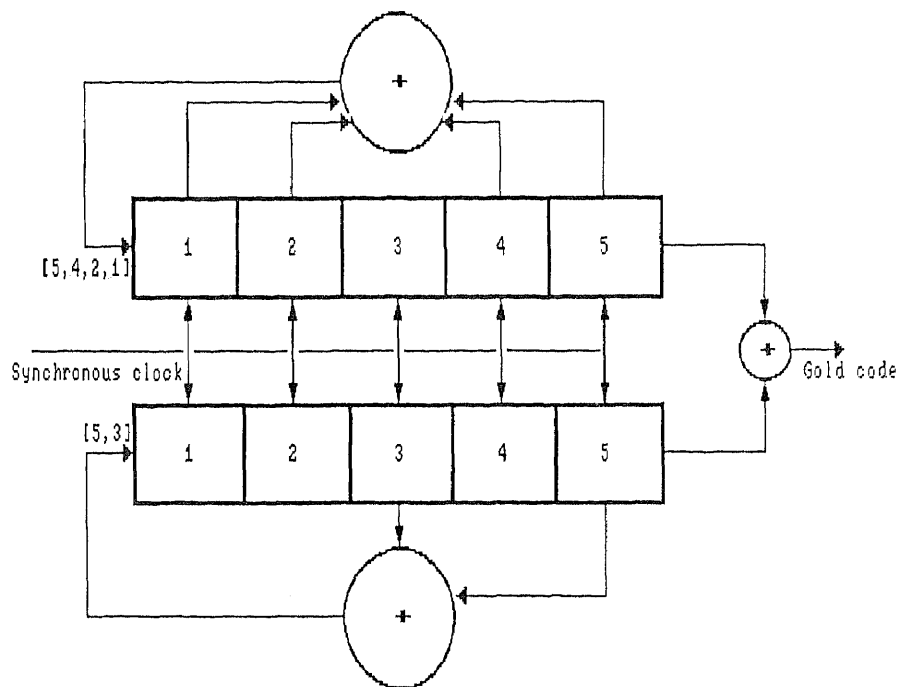 +
1 2 3 4 5
[5,4,2,1]
+
Synchronous clock
Gold code
[5,3]
1 2 3 4 5
+